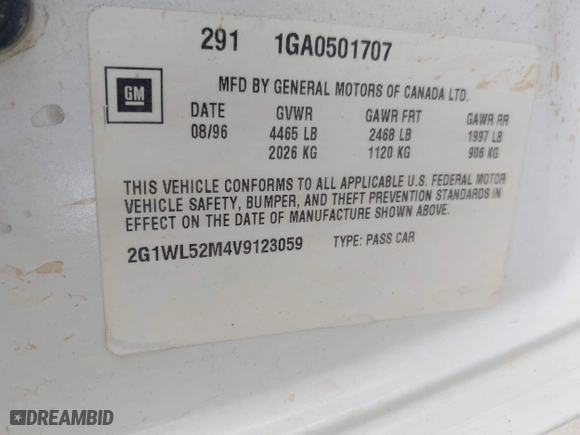 291 1GA0501707
GM
MFD BY GENERAL MOTORS OF CANADA LTD.
DATE GVWR GAWR FRT GAWR RR
08/96 4465 LB 2468 LB 1997 LB
2026 KG 1120 KG 906 KG
THIS VEHICLE CONFORMS TO ALL APPLICABLE U.S. FEDERAL MOTOR
VEHICLE SAFETY, BUMPER, AND THEFT PREVENTION STANDARDS IN
EFFECT ON THE DATE OF MANUFACTURE SHOWN ABOVE.
2G1WL52M4V9123059 TYPE: PASS CAR
DREAMBID